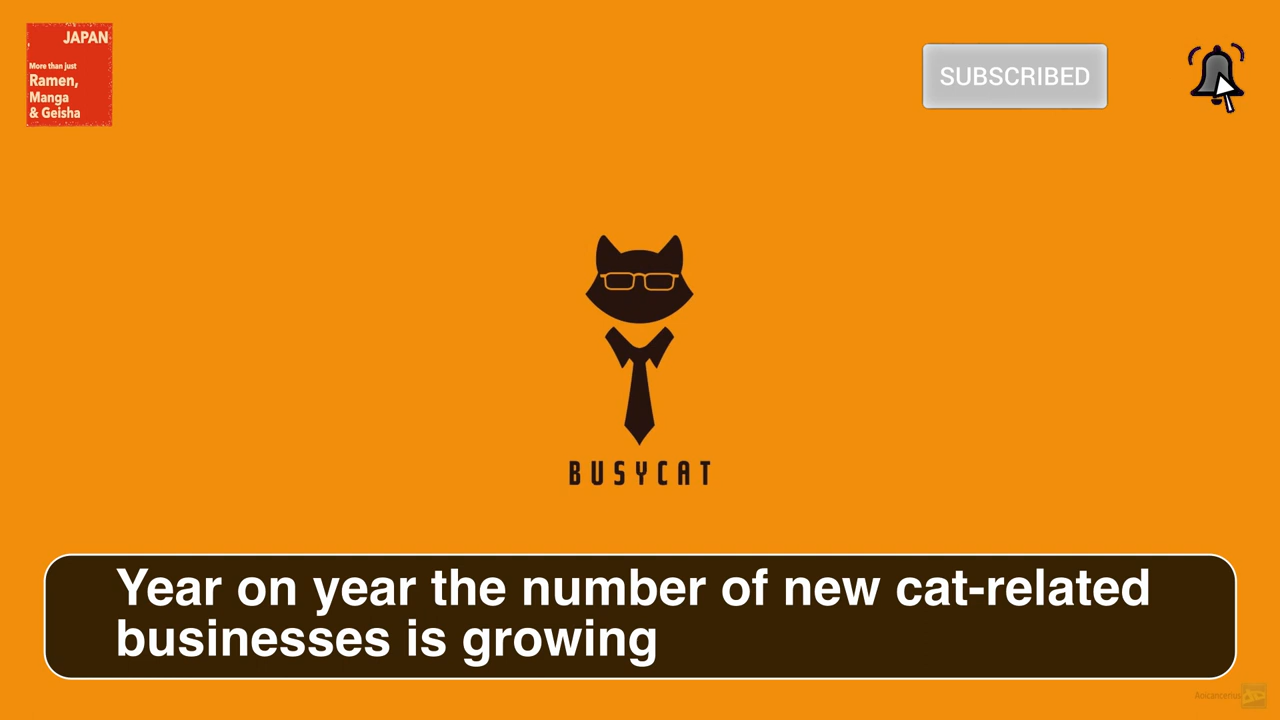 JAPAN
More than just
Ramen,
Manga
& Geisha
SUBSCRIBED
BUSYCAT
Year on year the number of new cat-related
businesses is growing